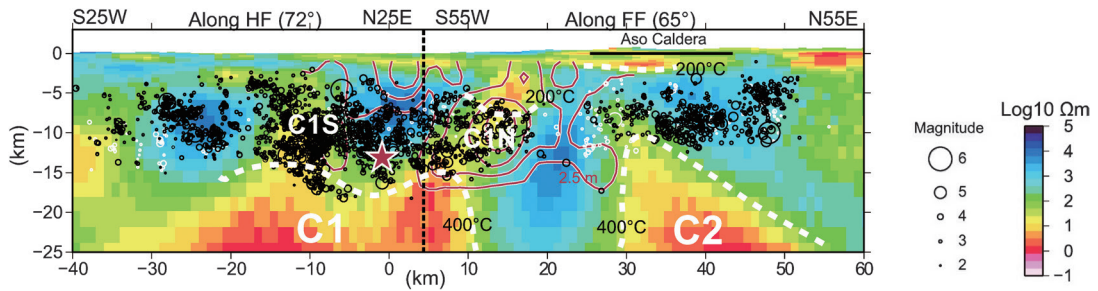 S25W Along HF (72°) N25E S55W Along FF (65°) N55E
Aso Caldera
0
200°C
-5
200°C
C1S
-10
C1N
(km)
-15
2.5 m
-20
C1 400°C 400°C C2
-25
-40 -30 -20 -10 0 10 20 30 40 50 60
(km)
Magnitude
6
5
4
3
2
Log10 Ωm
5
4
3
2
1
0
-1